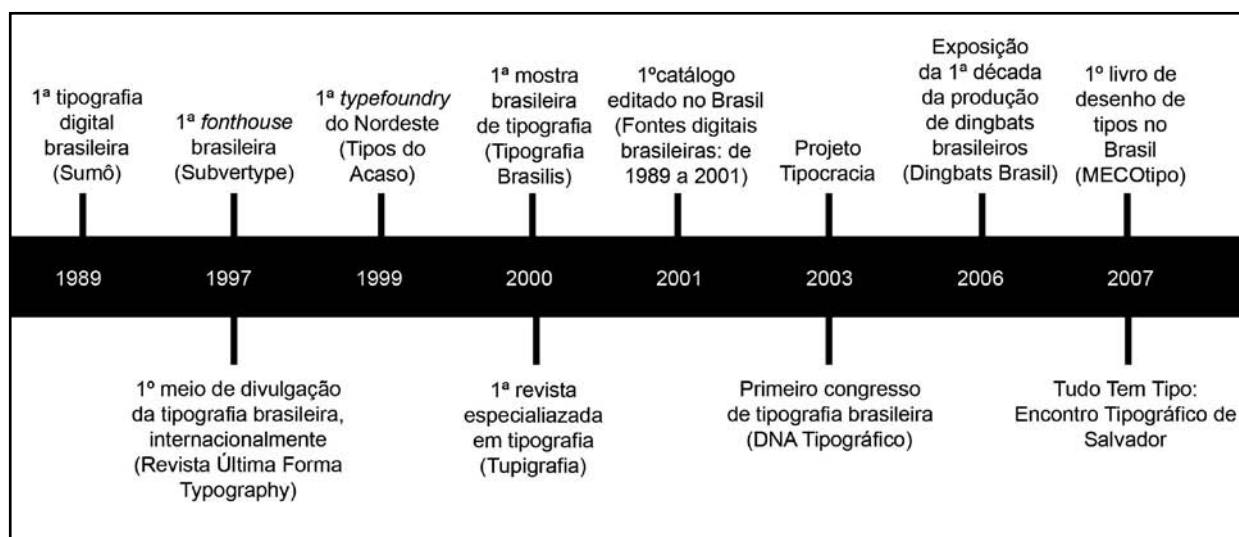 1ª tipografia
digital
brasileira
(Sumô)
1ª fonthouse
brasileira
(Subvertype)
1ª typefoundry
do Nordeste
(Tipos do
Acaso)
1ª mostra
brasileira
de tipografia
(Tipografia
Brasilis)
1ºcatálogo
editado no Brasil
(Fontes digitais
brasileiras: de
1989 a 2001)
Projeto
Tipocracia
Exposição
da 1ª década
da produção
de dingbats
brasileiros
(Dingbats Brasil)
1º livro de
desenho de
tipos no
Brasil
(MECOtipo)
1989
1997
1999
2000
2001
2003
2006
2007
1º meio de divulgação
da tipografia brasileira,
internacionalmente
(Revista Última Forma
Typography)
1ª revista
especialiazada
em tipografia
(Tupigrafia)
Primeiro congresso
de tipografia brasileira
(DNA Tipográfico)
Tudo Tem Tipo:
Encontro Tipográfico de
Salvador